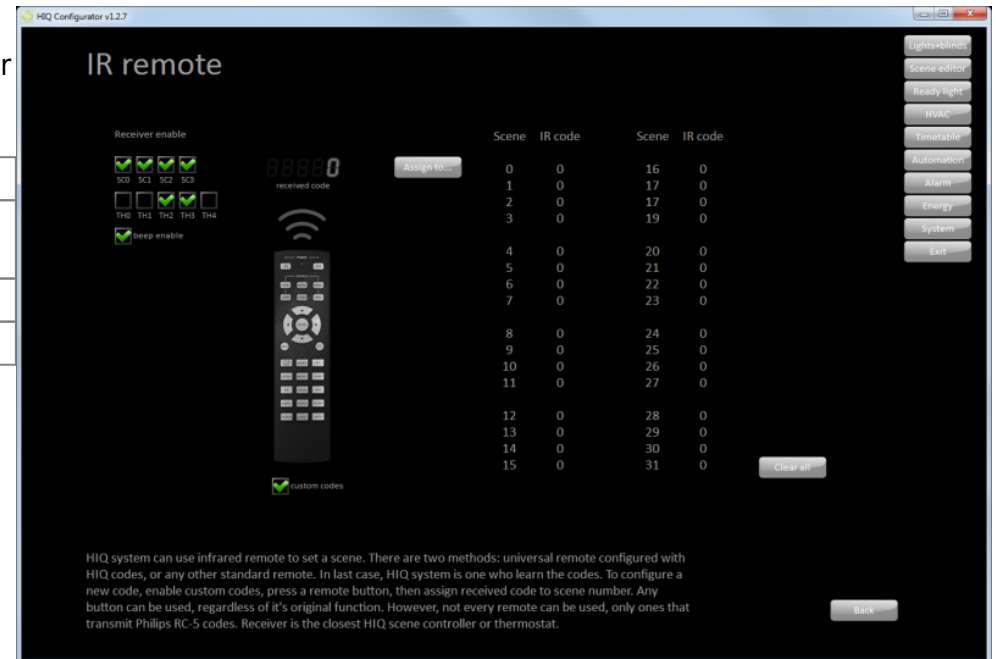 HIQ Configurator v1.2.7
r
IR remote
Lights+blinds
Scene editor
Ready light
HVAC
Timetable
Automation
Alarm
Energy
System
Exit
Receiver enable
SC0 SC1 SC2 SC3
TH0 TH1 TH2 TH3 TH4
beep enable
0
received code
Assign to...
custom codes
Scene IR code Scene IR code
0 0 16 0
1 0 17 0
2 0 17 0
3 0 19 0
4 0 20 0
5 0 21 0
6 0 22 0
7 0 23 0
8 0 24 0
9 0 25 0
10 0 26 0
11 0 27 0
12 0 28 0
13 0 29 0
14 0 30 0
15 0 31 0
Clear all
HIQ system can use infrared remote to set a scene. There are two methods: universal remote configured with
HIQ codes, or any other standard remote. In last case, HIQ system is one who learn the codes. To configure a
new code, enable custom codes, press a remote button, then assign received code to scene number. Any
button can be used, regardless of it's original function. However, not every remote can be used, only ones that
transmit Philips RC-5 codes. Receiver is the closest HIQ scene controller or thermostat.
Back